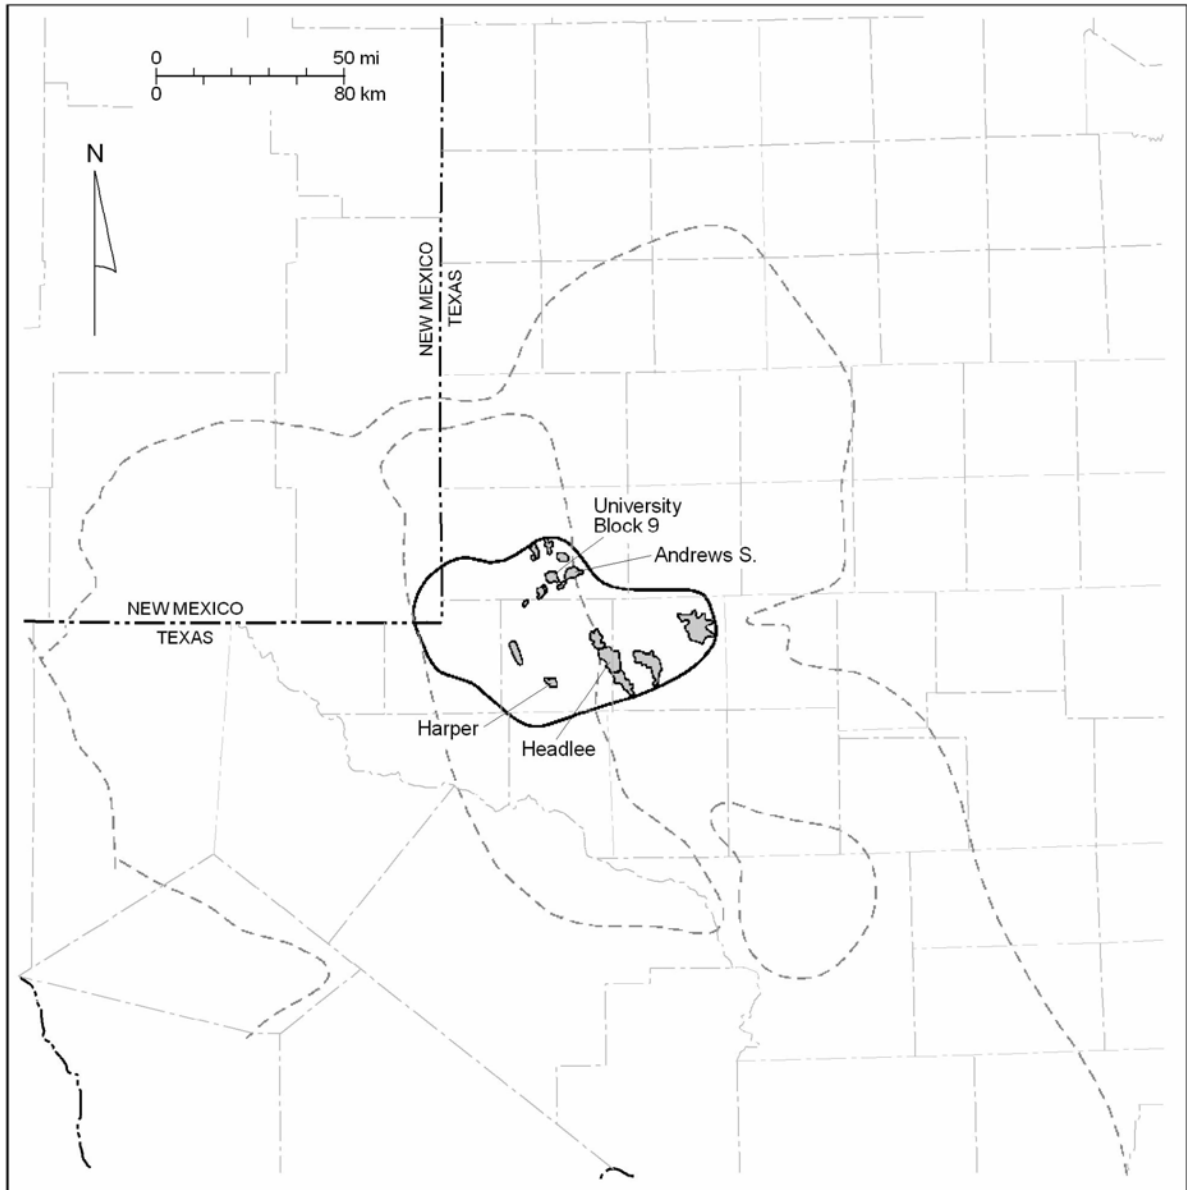 0 50 mi
0 80 km
N
NEW MEXICO
TEXAS
University
Block 9
Andrews S.
NEW MEXICO
TEXAS
Harper
Headlee